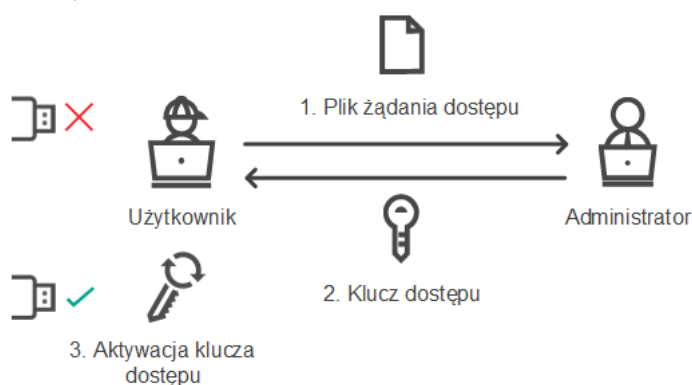 1. Plik żądania dostępu
Użytkownik
Administrator
2. Klucz dostępu
3. Aktywacja klucza
dostępu